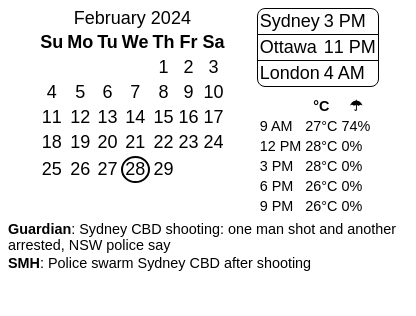 February 2024
Su Mo Tu We Th Fr Sa
1 2 3
4 5 6 7 8 9 10
11 12 13 14 15 16 17
18 19 20 21 22 23 24
25 26 27 28 29
Sydney 3 PM
Ottawa 11 PM
London 4 AM
°C ☂
9 AM 27°C 74%
12 PM 28°C 0%
3 PM 28°C 0%
6 PM 26°C 0%
9 PM 26°C 0%
Guardian: Sydney CBD shooting: one man shot and another
arrested, NSW police say
SMH: Police swarm Sydney CBD after shooting